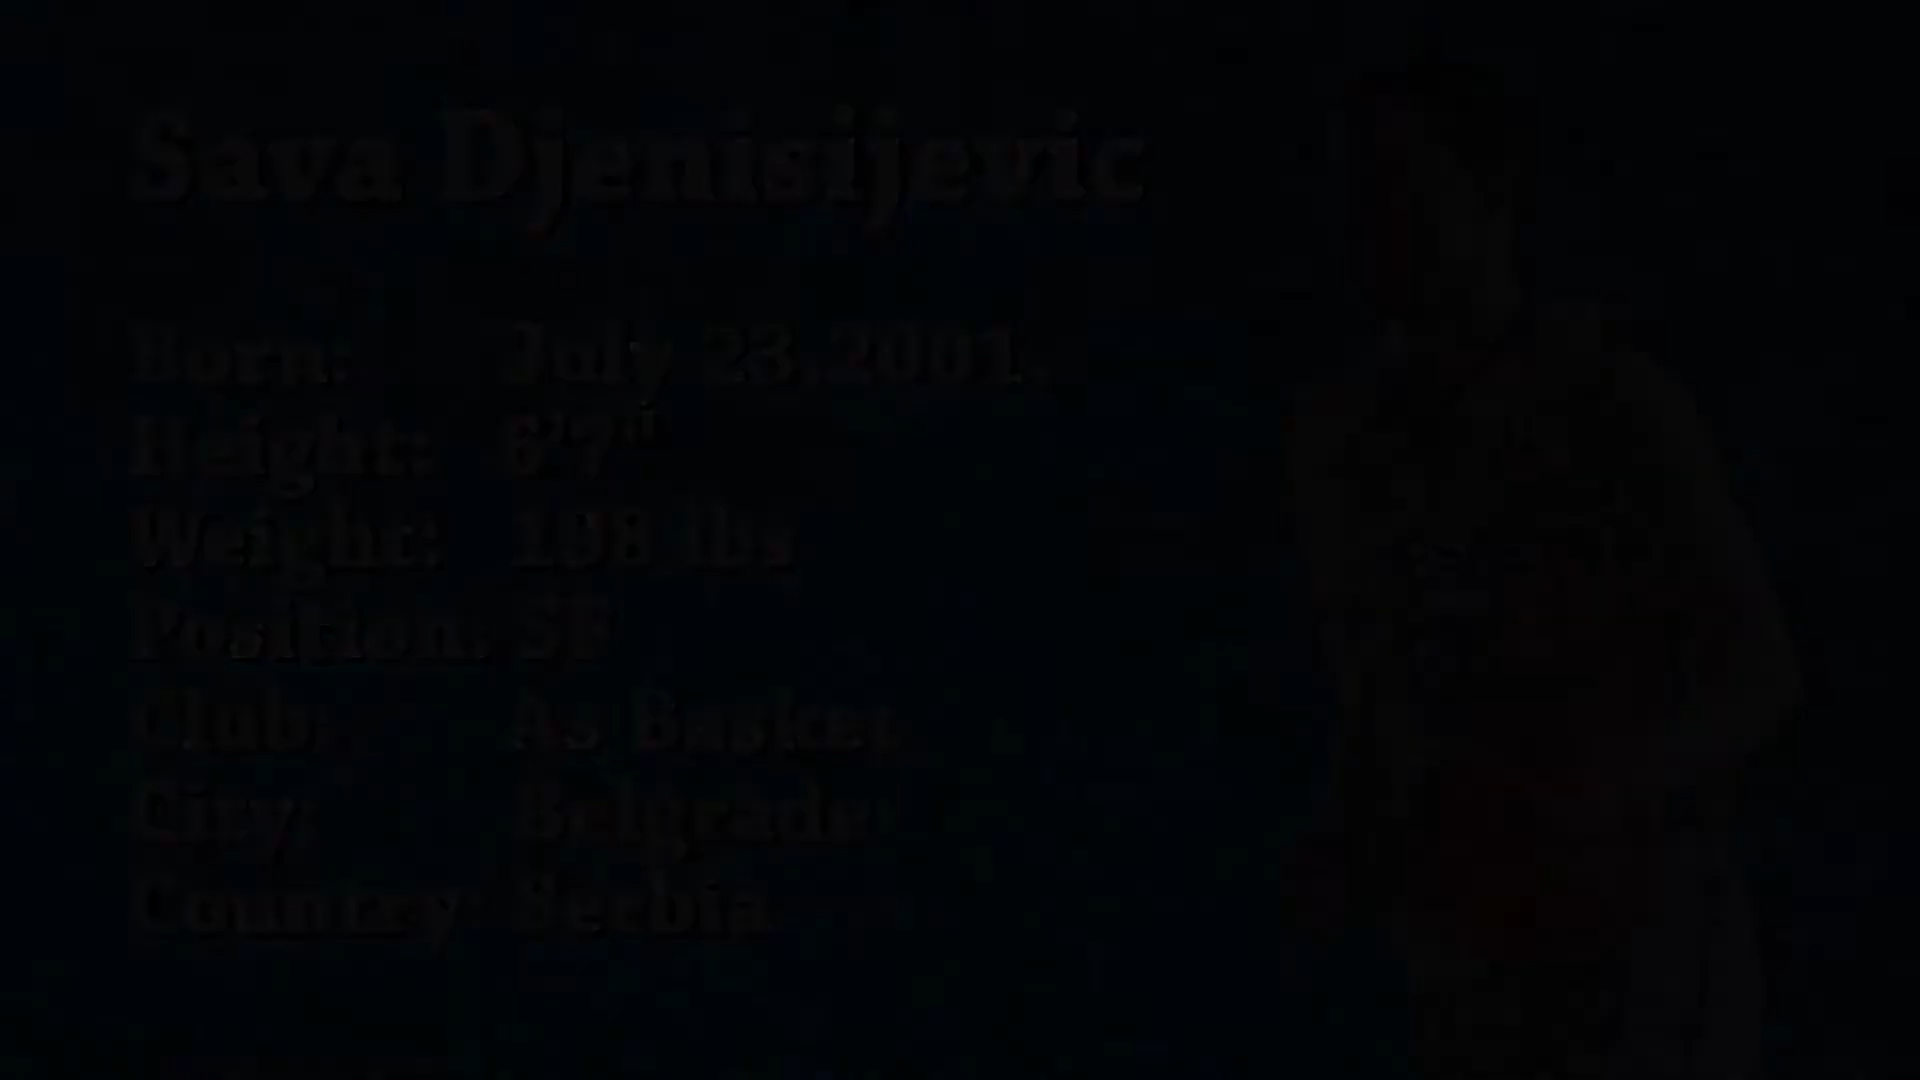 Sava Djenisijevic
Born: July 23.2001.
Height: 6'7"
Weight: 198 lbs
Position: SF
Club: As Basket
City: Belgrade
Country: Serbia